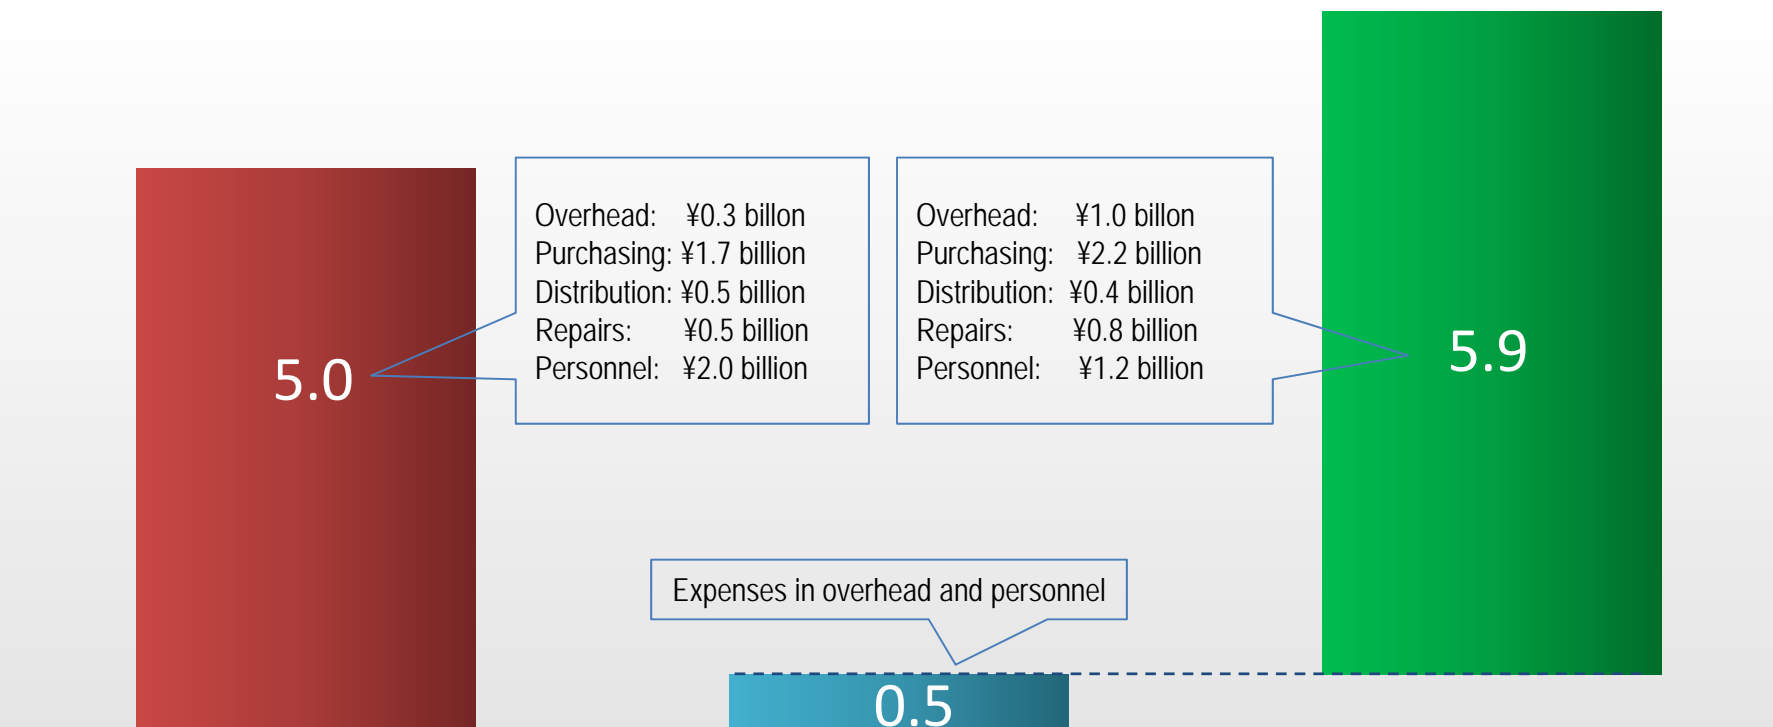 Overhead: ¥0.3 billon
Purchasing: ¥1.7 billion
Distribution: ¥0.5 billion
Repairs: ¥0.5 billion
Personnel: ¥2.0 billion
Overhead: ¥1.0 billon
Purchasing: ¥2.2 billion
Distribution: ¥0.4 billion
Repairs: ¥0.8 billion
Personnel: ¥1.2 billion
5.0
5.9
Expenses in overhead and personnel
0.5